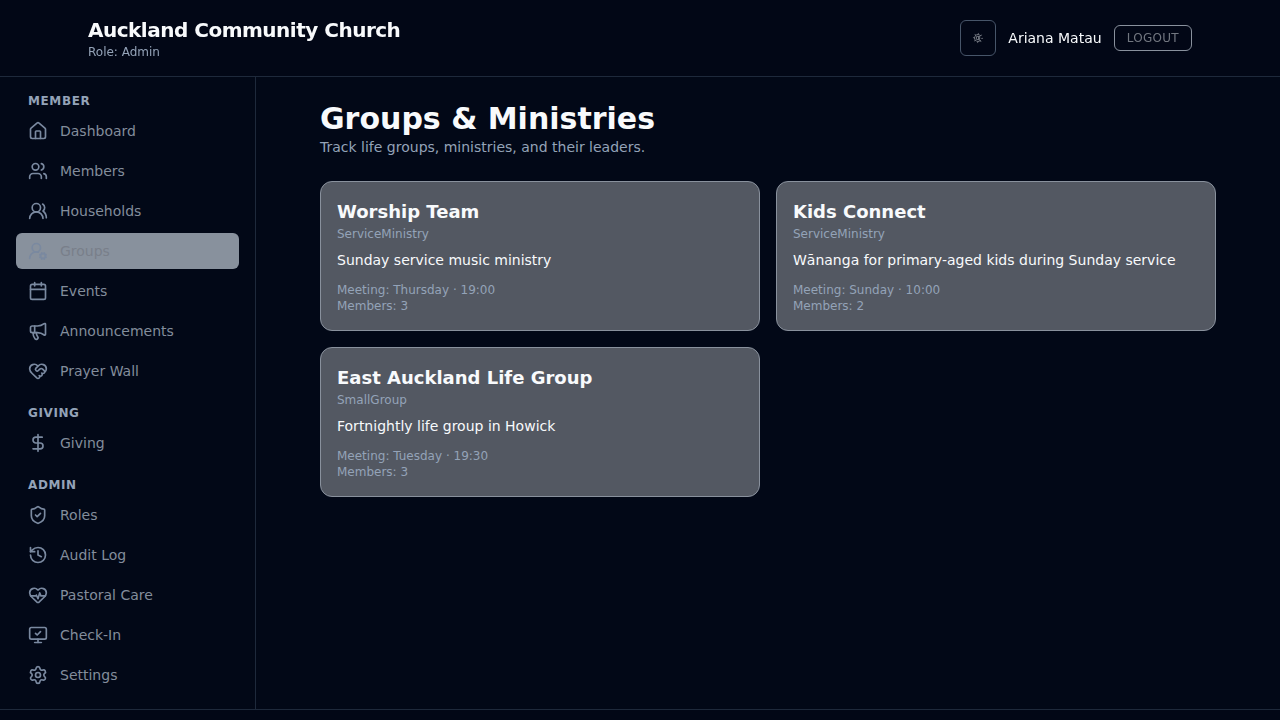 Auckland Community Church
Role: Admin
Ariana Matau
LOGOUT
MEMBER
Dashboard
Members
Households
Groups
Events
Announcements
Prayer Wall
GIVING
Giving
ADMIN
Roles
Audit Log
Pastoral Care
Check-In
Settings
Groups & Ministries
Track life groups, ministries, and their leaders.
Worship Team
ServiceMinistry
Sunday service music ministry
Meeting: Thursday · 19:00
Members: 3
Kids Connect
ServiceMinistry
Wānanga for primary-aged kids during Sunday service
Meeting: Sunday · 10:00
Members: 2
East Auckland Life Group
SmallGroup
Fortnightly life group in Howick
Meeting: Tuesday · 19:30
Members: 3